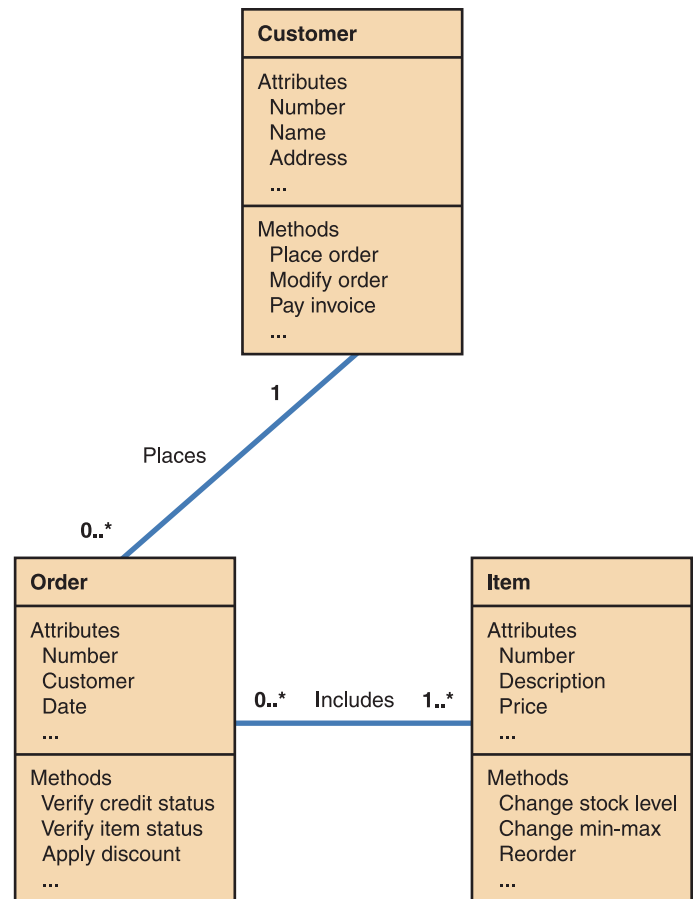 Customer
Attributes
Number
Name
Address
...
Methods
Place order
Modify order
Pay invoice
...
1
Places
0..*
Order
Attributes
Number
Customer
Date
...
Methods
Verify credit status
Verify item status
Apply discount
...
0..* Includes 1..*
Item
Attributes
Number
Description
Price
...
Methods
Change stock level
Change min-max
Reorder
...